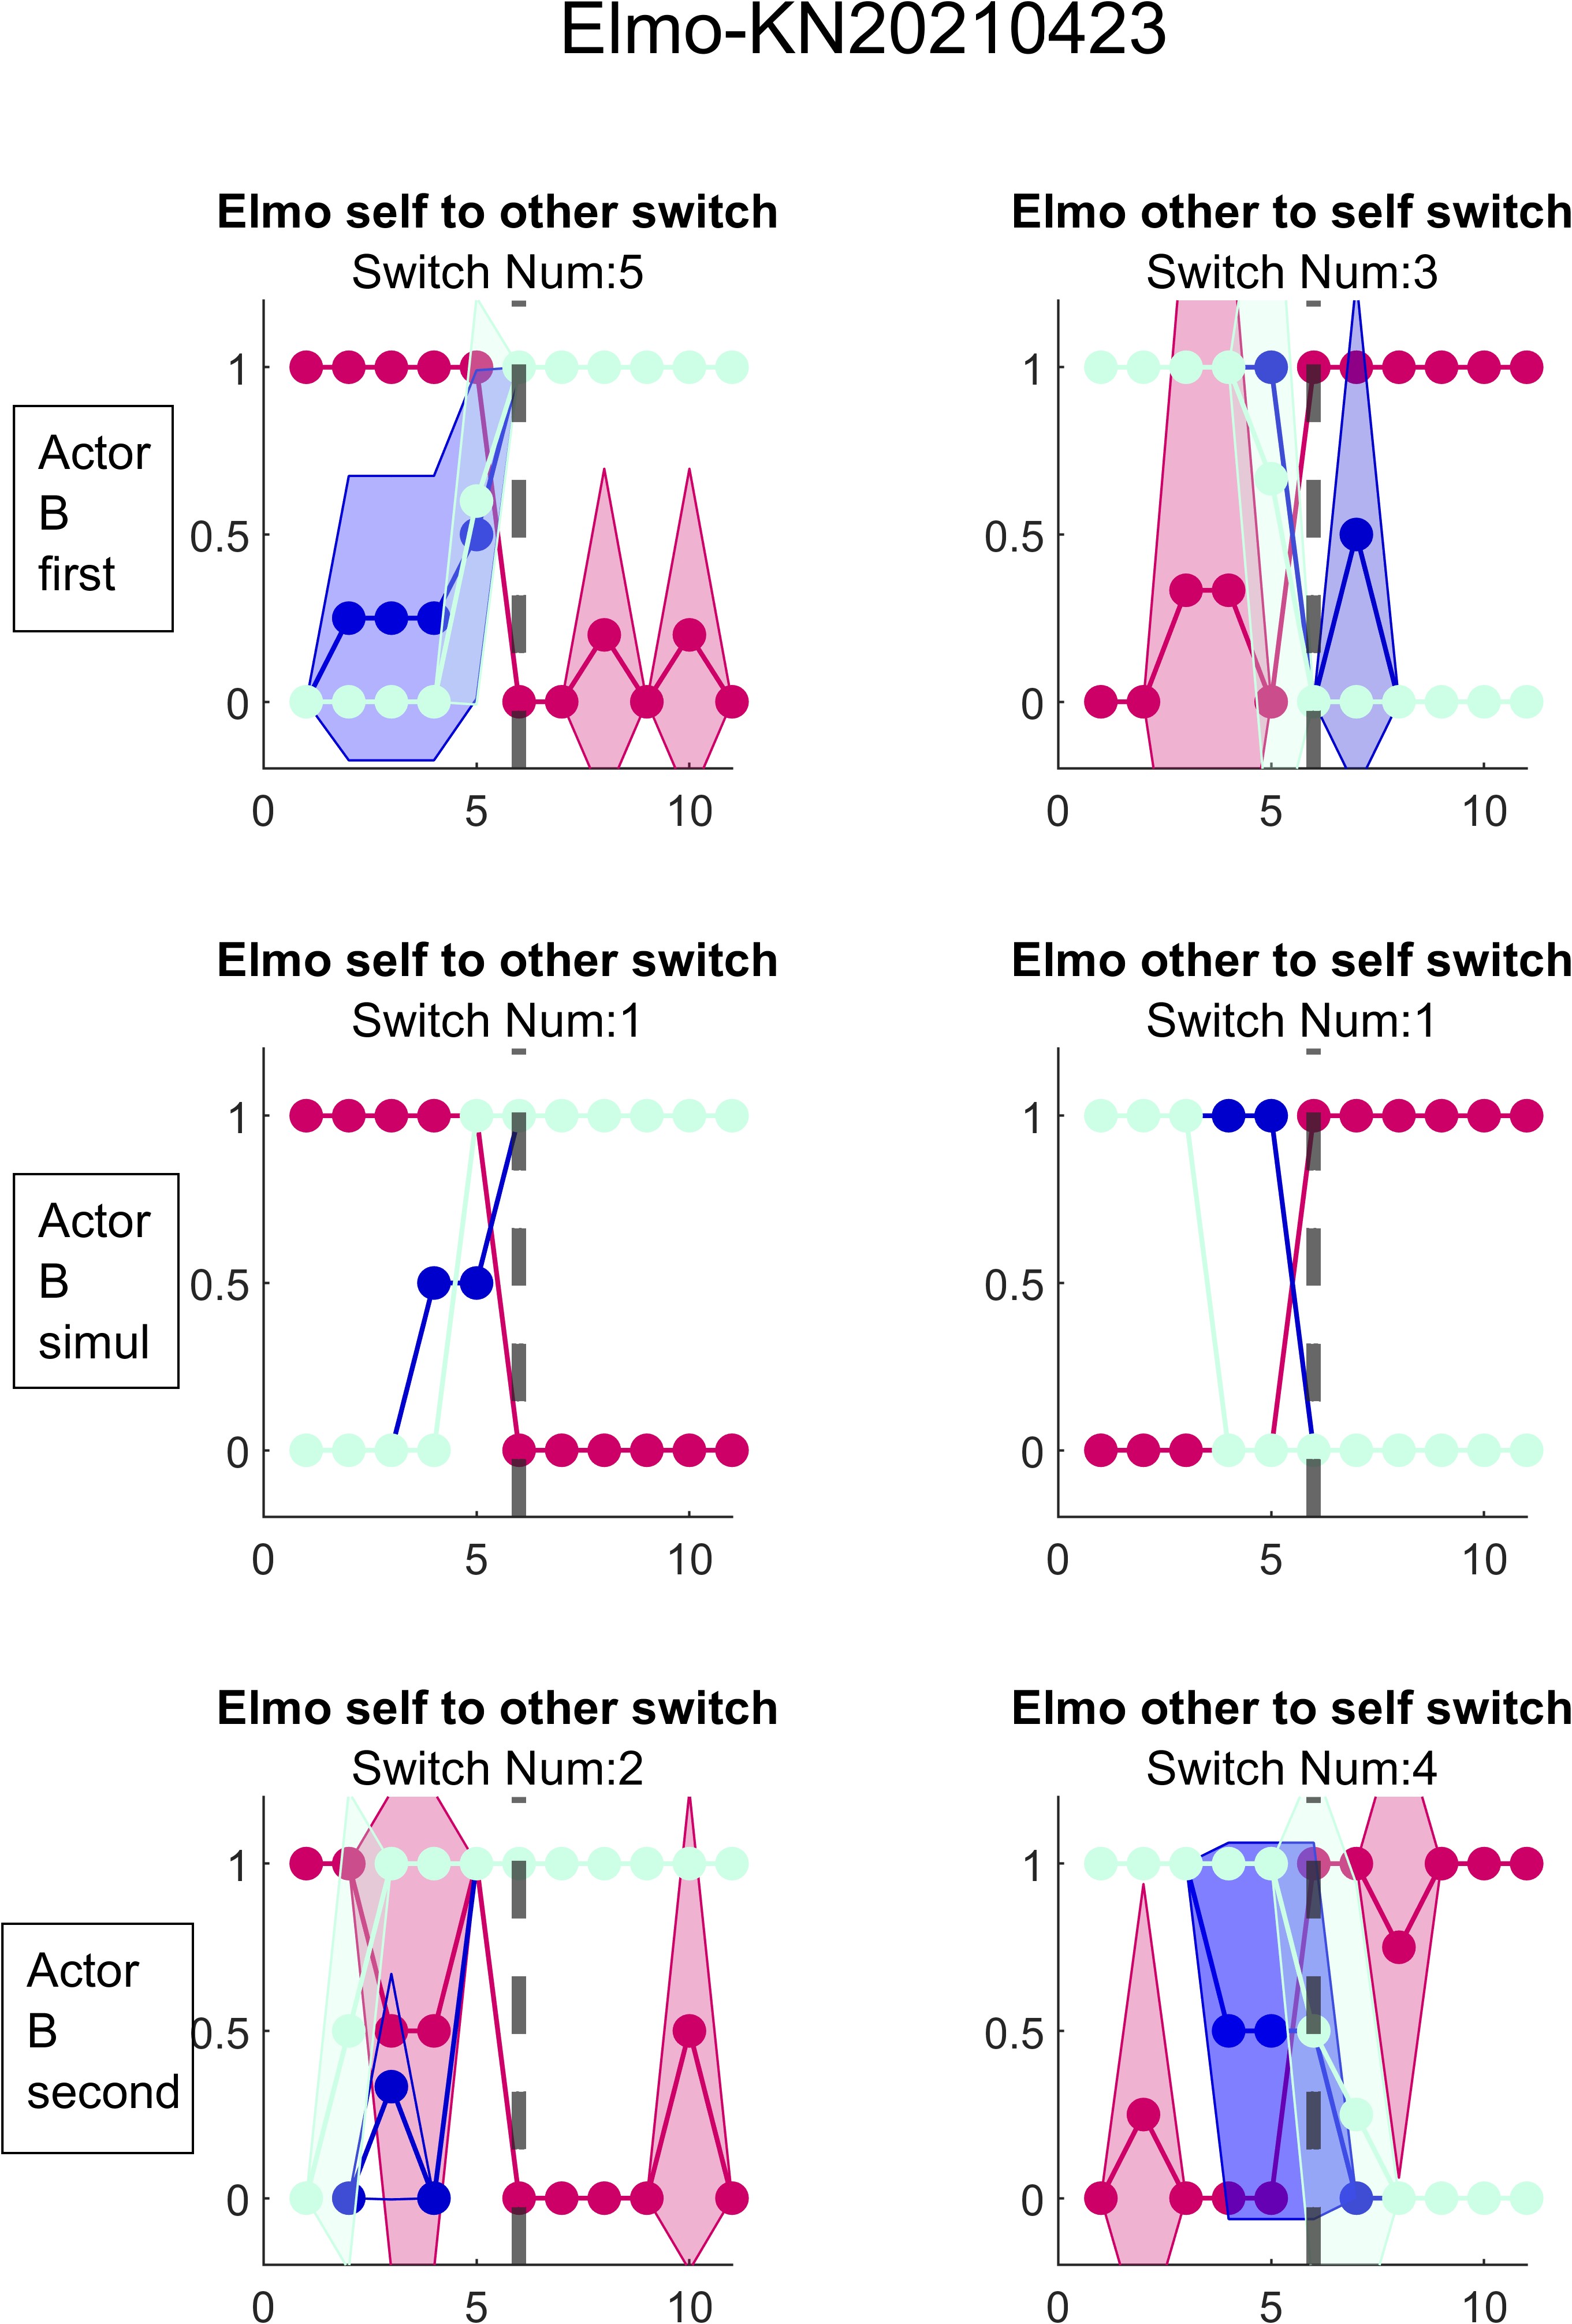 Elmo-KN20210423
Elmo self to other switch
Switch Num:5
Elmo other to self switch
Switch Num:3
Actor
B
first
1
0.5
0
0
5
10
1
0.5
0
0
5
10
Elmo self to other switch
Switch Num:1
Elmo other to self switch
Switch Num:1
Actor
B
simul
1
0.5
0
0
5
10
1
0.5
0
0
5
10
Elmo self to other switch
Switch Num:2
Elmo other to self switch
Switch Num:4
Actor
B
second
1
0.5
0
0
5
10
1
0.5
0
0
5
10